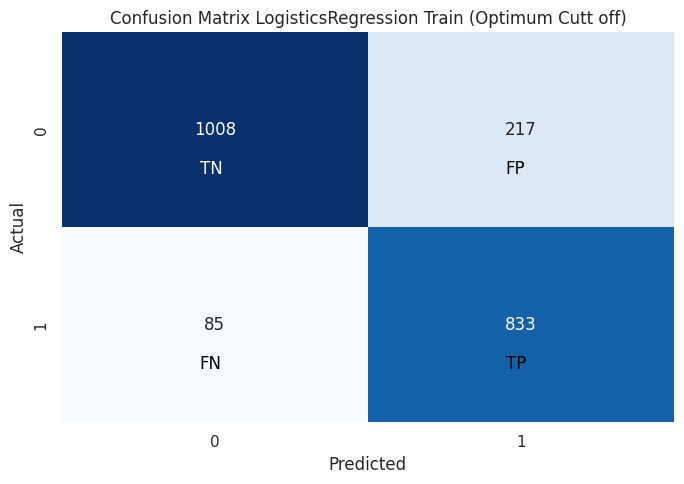 Confusion Matrix LogisticsRegression Train (Optimum Cutt off)
0
1008
217
TN
FP
Actual
1
85
833
FN
TP
0
1
Predicted